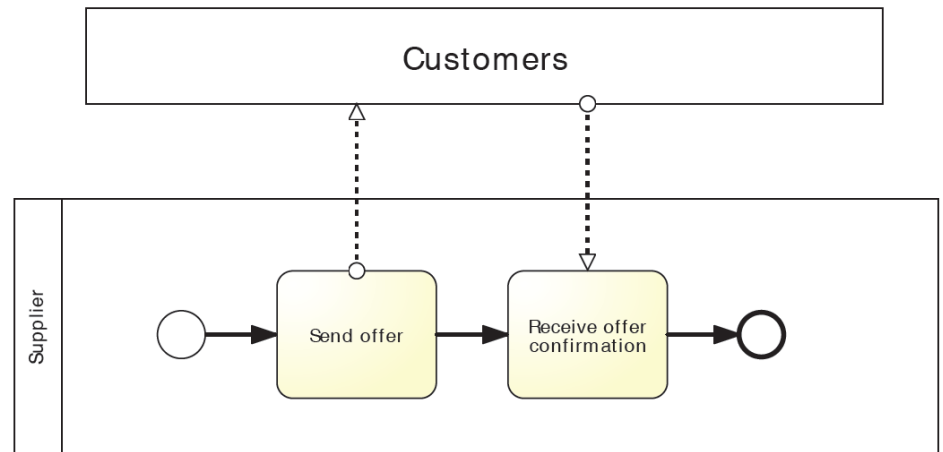 Customers
Supplier
Send offer
Receive offer
confirmation